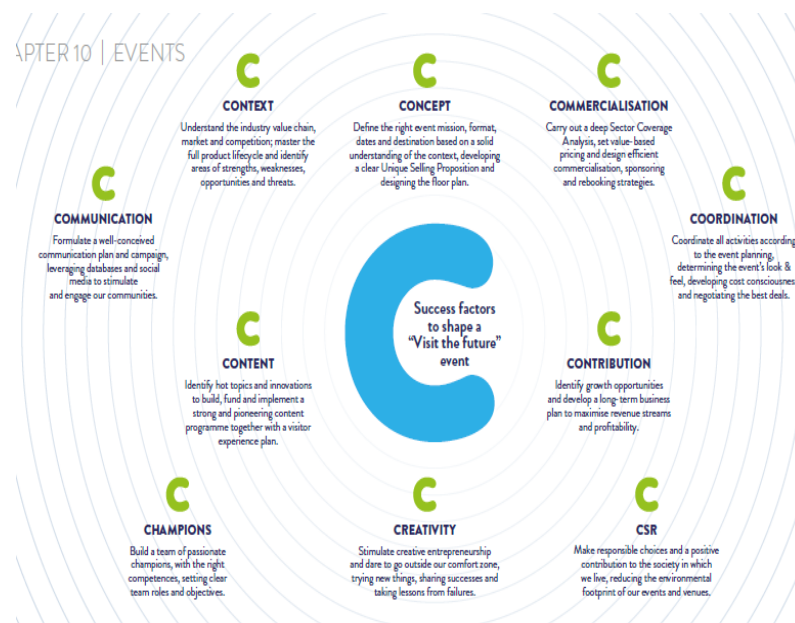 APTER 10 | EVENTS
C
CONTEXT
Understand the industry value chain,
market and competition; master the
full product lifecycle and identify
areas of strengths, weaknesses,
opportunities and threats.
C
CONCEPT
Define the right event mission, format,
dates and destination based on a solid
understanding of the context, developing
a clear Unique Selling Proposition and
designing the floor plan.
C
COMMERCIALISATION
Carry out a deep Sector Coverage
Analysis, set value-based
pricing and design efficient
commercialisation, sponsoring
and rebooking strategies.
C
COMMUNICATION
Formulate a well-conceived
communication plan and campaign,
leveraging databases and social
media to stimulate
and engage our communities.
C
COORDINATION
Coordinate all activities according
to the event planning,
determining the event's look &
feel, developing cost consciousness
and negotiating the best deals.
C
Success factors
to shape a
"Visit the future"
event
C
CONTENT
Identify hot topics and innovations
to build, fund and implement a
strong and pioneering content
programme together with a visitor
experience plan.
C
CONTRIBUTION
Identify growth opportunities
and develop a long- term business
plan to maximise revenue streams
and profitability.
C
CHAMPIONS
Build a team of passionate
champions, with the right
competences, setting clear
team roles and objectives.
C
CREATIVITY
Stimulate creative entrepreneurship
and dare to go outside our comfort zone,
trying new things, sharing successes and
taking lessons from failures.
C
CSR
Make responsible choices and a positive
contribution to the society in which
we live, reducing the environmental
footprint of our events and venues.